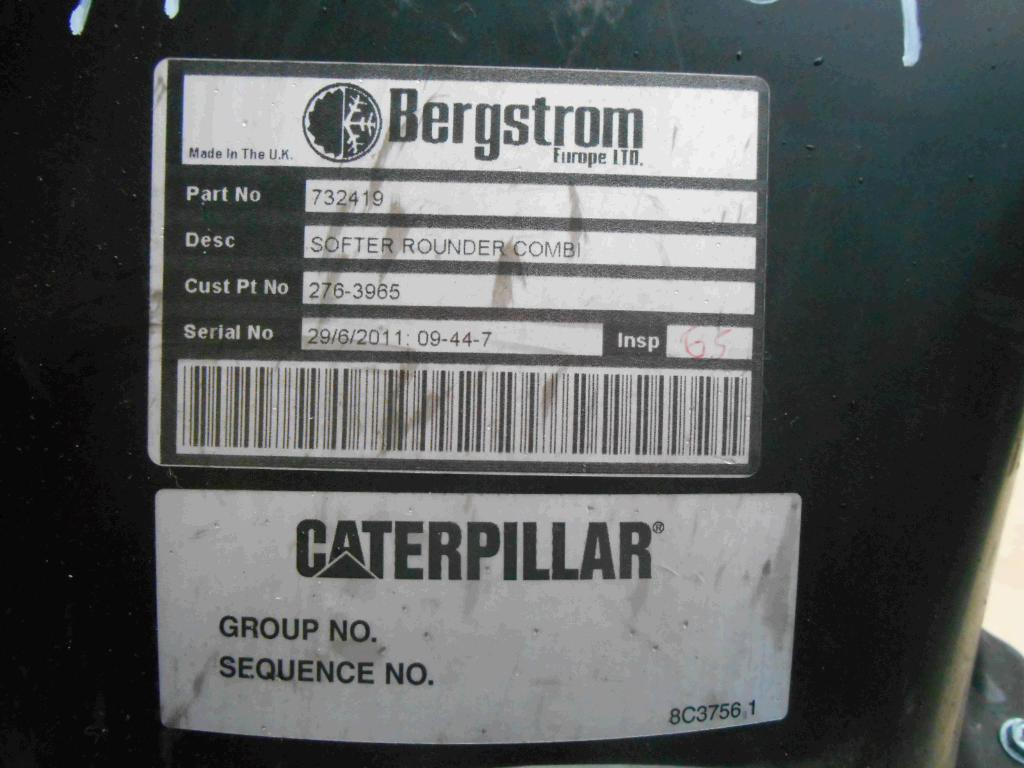 Bergstrom
Europe LTD.
Made In The U.K.
Part No 732419
Desc SOFTER ROUNDER COMBI
Cust Pt No 276-3965
Serial No 29/6/2011: 09-44-7 Insp
CATERPILLAR®
GROUP NO.
SEQUENCE NO.
8C3756 1